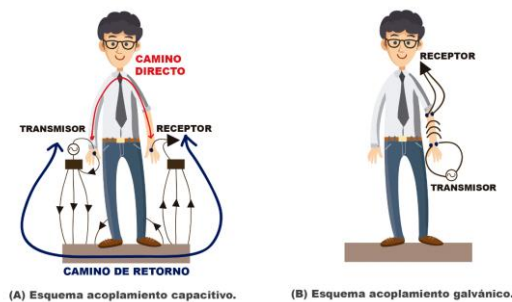 CAMINO
DIRECTO
TRANSMISOR
RECEPTOR
CAMINO DE RETORNO
(A) Esquema acoplamiento capacitivo.
RECEPTOR
TRANSMISOR
(B) Esquema acoplamiento galvánico.